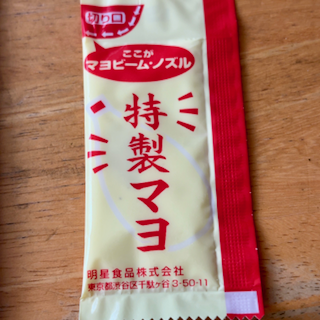 切り口
ここが
マヨビーム・ノズル
特製マヨ
明星食品株式会社
東京都渋谷区千駄ヶ谷3-50-11